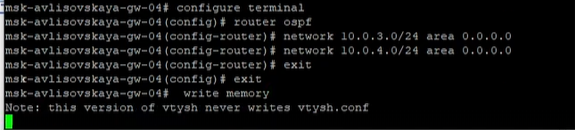 msk-avlisovskaya-gw-04# configure terminal
msk-avlisovskaya-gw-04(config)# router ospf
msk-avlisovskaya-gw-04(config-router)# network 10.0.3.0/24 area 0.0.0.0
msk-avlisovskaya-gw-04(config-router)# network 10.0.4.0/24 area 0.0.0.0
msk-avlisovskaya-gw-04(config-router)# exit
msk-avlisovskaya-gw-04(config)# exit
msk-avlisovskaya-gw-04#  write memory
Note: this version of vtysh never writes vtysh.conf